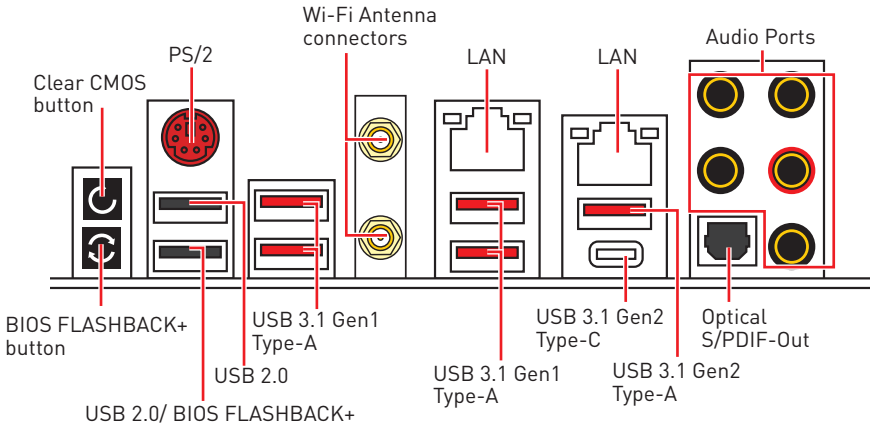 Wi-Fi Antenna
connectors
PS/2
LAN
LAN
Audio Ports
Clear CMOS
button
BIOS FLASHBACK+
button
USB 3.1 Gen1
Type-A
USB 2.0
USB 2.0/ BIOS FLASHBACK+
USB 3.1 Gen1
Type-A
USB 3.1 Gen2
Type-C
USB 3.1 Gen2
Type-A
Optical
S/PDIF-Out